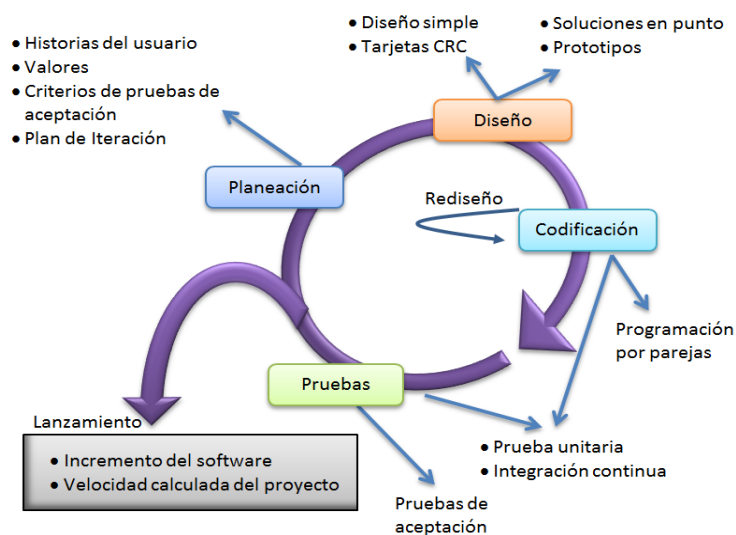 • Historias del usuario
• Valores
• Criterios de pruebas de
aceptación
• Plan de Iteración
• Diseño simple
• Tarjetas CRC
• Soluciones en punto
• Prototipos
Diseño
Planeación
Rediseño
Codificación
Programación
por parejas
Pruebas
Lanzamiento
• Incremento del software
• Velocidad calculada del proyecto
• Prueba unitaria
• Integración continua
Pruebas de
aceptación